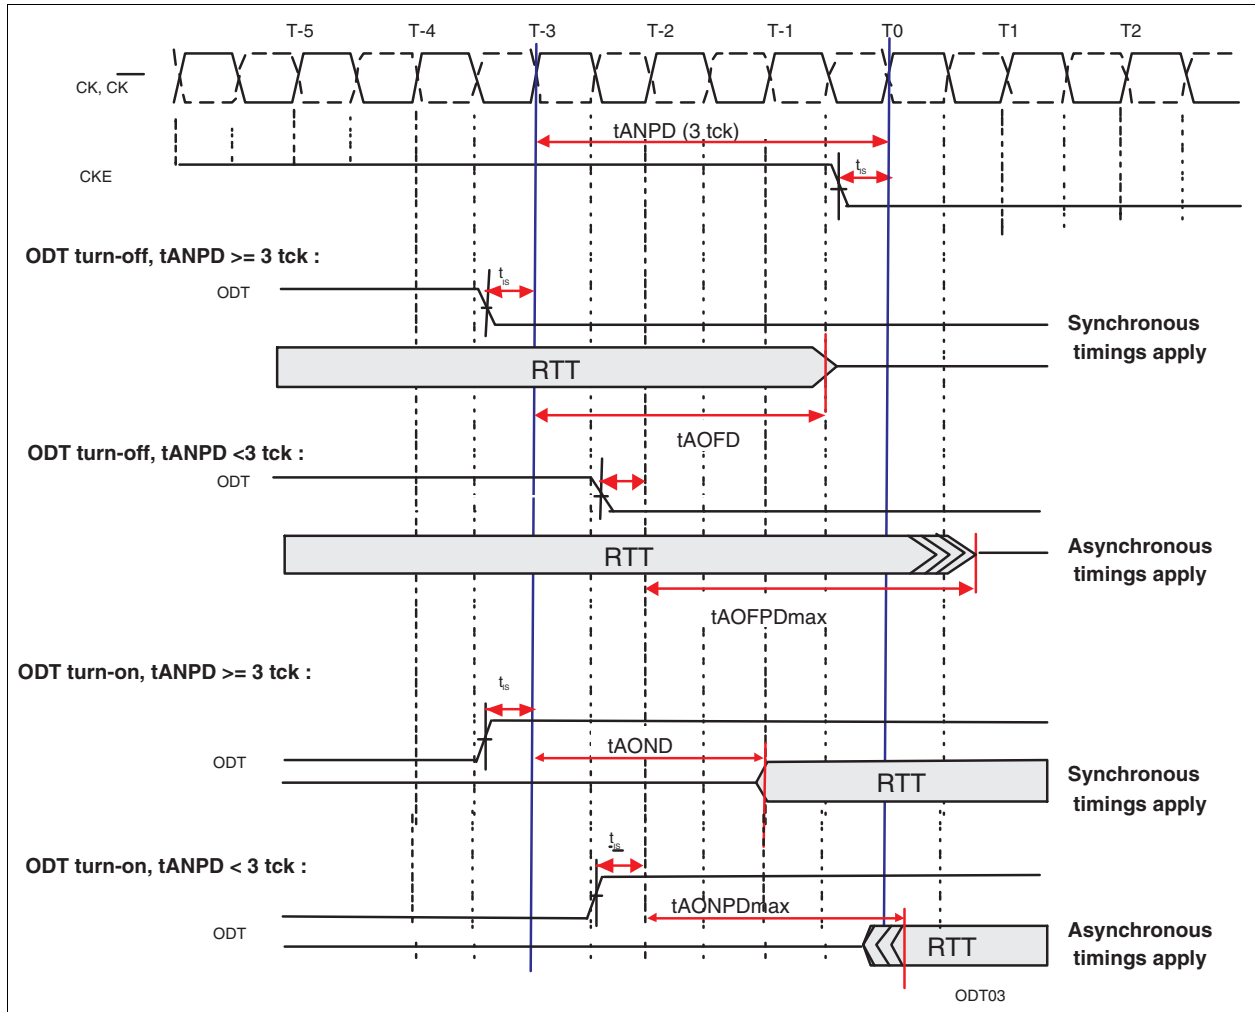 T-5 T-4 T-3 T-2 T-1 T0 T1 T2
CK, CK
tANPD (3 tck)
CKE
tis
ODT turn-off, tANPD >= 3 tck :
tis
ODT
Synchronous
timings apply
RTT
tAOFD
ODT turn-off, tANPD <3 tck :
ODT
RTT
Asynchronous
timings apply
tAOFPDmax
ODT turn-on, tANPD >= 3 tck :
tis
ODT
tAOND
RTT
Synchronous
timings apply
tis
ODT turn-on, tANPD < 3 tck :
tAONPDmax
ODT
RTT
Asynchronous
timings apply
ODT03